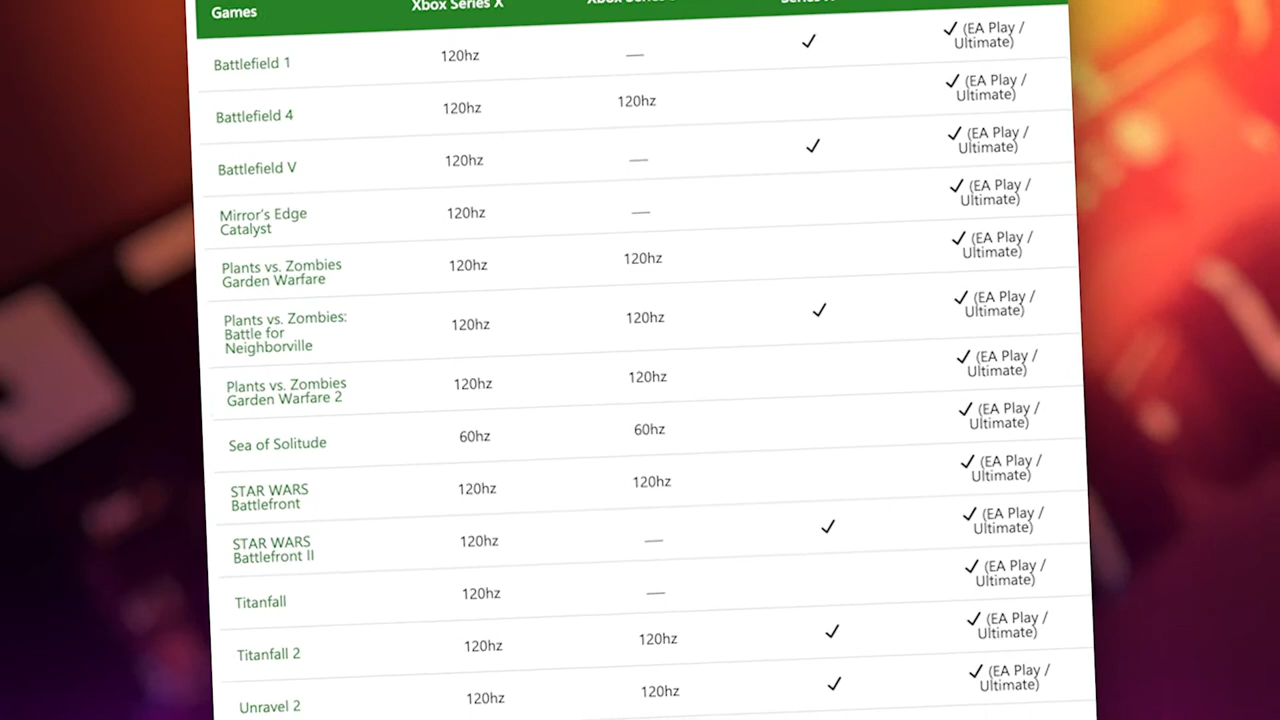 Games Xbox Series X
Battlefield 1 120hz — ✓ ✓ (EA Play /
Ultimate)
Battlefield 4 120hz 120hz ✓ (EA Play /
Ultimate)
Battlefield V 120hz — ✓ ✓ (EA Play /
Ultimate)
Mirror's Edge
Catalyst 120hz — ✓ (EA Play /
Ultimate)
Plants vs. Zombies
Garden Warfare 120hz 120hz ✓ (EA Play /
Ultimate)
Plants vs. Zombies:
Battle for
Neighborville 120hz 120hz ✓ ✓ (EA Play /
Ultimate)
Plants vs. Zombies
Garden Warfare 2 120hz 120hz ✓ (EA Play /
Ultimate)
Sea of Solitude 60hz 60hz ✓ (EA Play /
Ultimate)
STAR WARS
Battlefront 120hz 120hz ✓ (EA Play /
Ultimate)
STAR WARS
Battlefront II 120hz — ✓ ✓ (EA Play /
Ultimate)
Titanfall 120hz — ✓ (EA Play /
Ultimate)
Titanfall 2 120hz 120hz ✓ ✓ (EA Play /
Ultimate)
Unravel 2 120hz 120hz ✓ ✓ (EA Play /
Ultimate)